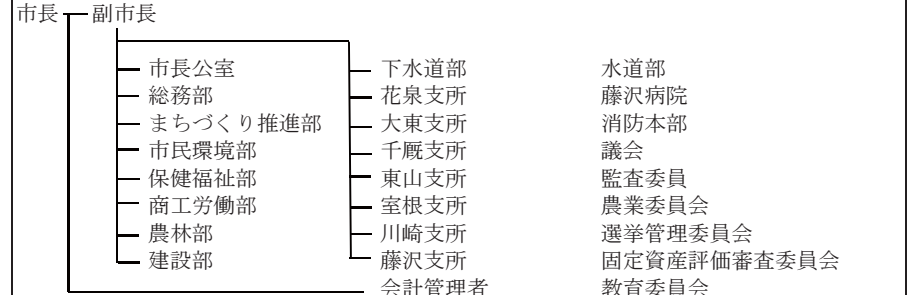 市長 副市長
市長公室 下水道部 水道部
総務部 花泉支所 藤沢病院
まちづくり推進部 大東支所 消防本部
市民環境部 千厩支所 議会
保健福祉部 東山支所 監査委員
商工労働部 室根支所 農業委員会
農林部 川崎支所 選挙管理委員会
建設部 藤沢支所 固定資産評価審査委員会
会計管理者 教育委員会